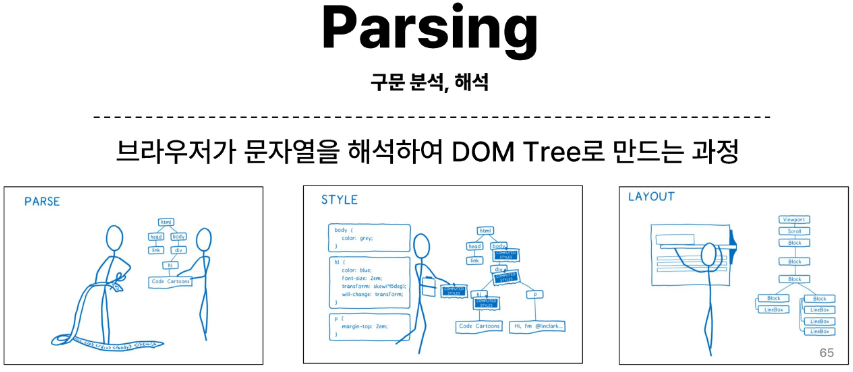 Parsing
구문 분석, 해석
브라우저가 문자열을 해석하여 DOM Tree로 만드는 과정
PARSE
html
head
body
link
div
h1
Code Cartoons
STYLE
body {
color: grey;
}
h1 {
color: blue;
font-size: 2em;
transform: skew(45deg);
will-change: transform;
}
p {
margin-top: 2em;
}
html
head
body
link
div
h1
p
Code Cartoons
Hi, I'm @linclark...
LAYOUT
Viewport
Scroll
Block
Block
Block
Block
LineBox
Block
LineBox
LineBox
LineBox
65